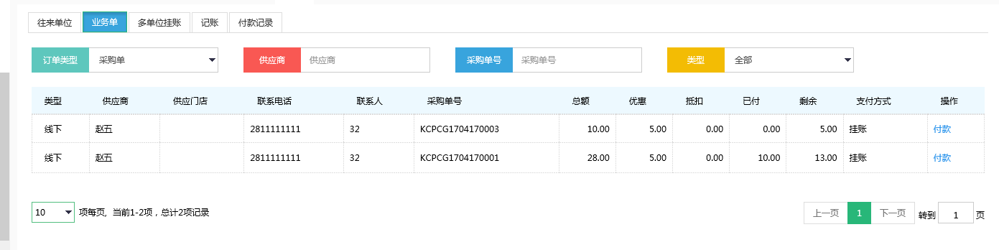 往来单位 业务单 多单位挂账 记账 付款记录
订单类型 采购单 供应商 供应商 采购单号 采购单号 类型 全部
类型 供应商 供应门店 联系电话 联系人 采购单号 总额 优惠 抵扣 已付 剩余 支付方式 操作
线下 赵五 2811111111 32 KCPCG1704170003 10.00 5.00 0.00 0.00 5.00 挂账 付款
线下 赵五 2811111111 32 KCPCG1704170001 28.00 5.00 0.00 10.00 13.00 挂账 付款
10 项每页, 当前1-2项，总计2项记录 上一页 1 下一页 转到 1 页